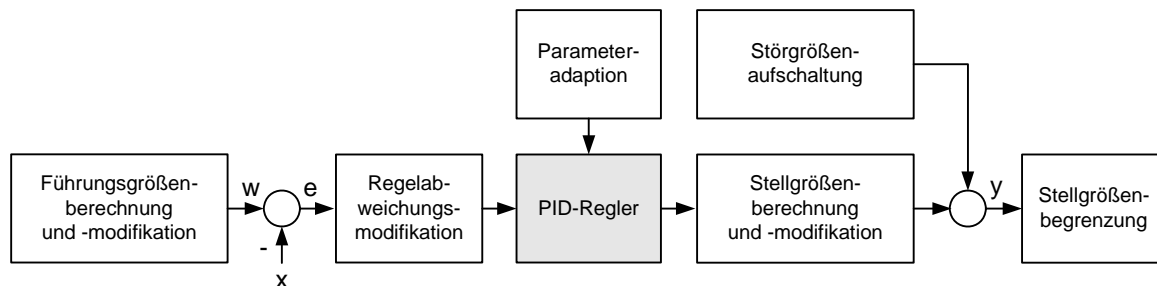 Parameter-
adaption
Störgrößen-
aufschaltung
Führungsgrößen-
berechnung
und -modifikation
w
-
x
e
Regelab-
weichungs-
modifikation
PID-Regler
Stellgrößen-
berechnung
und -modifikation
y
Stellgrößen-
begrenzung